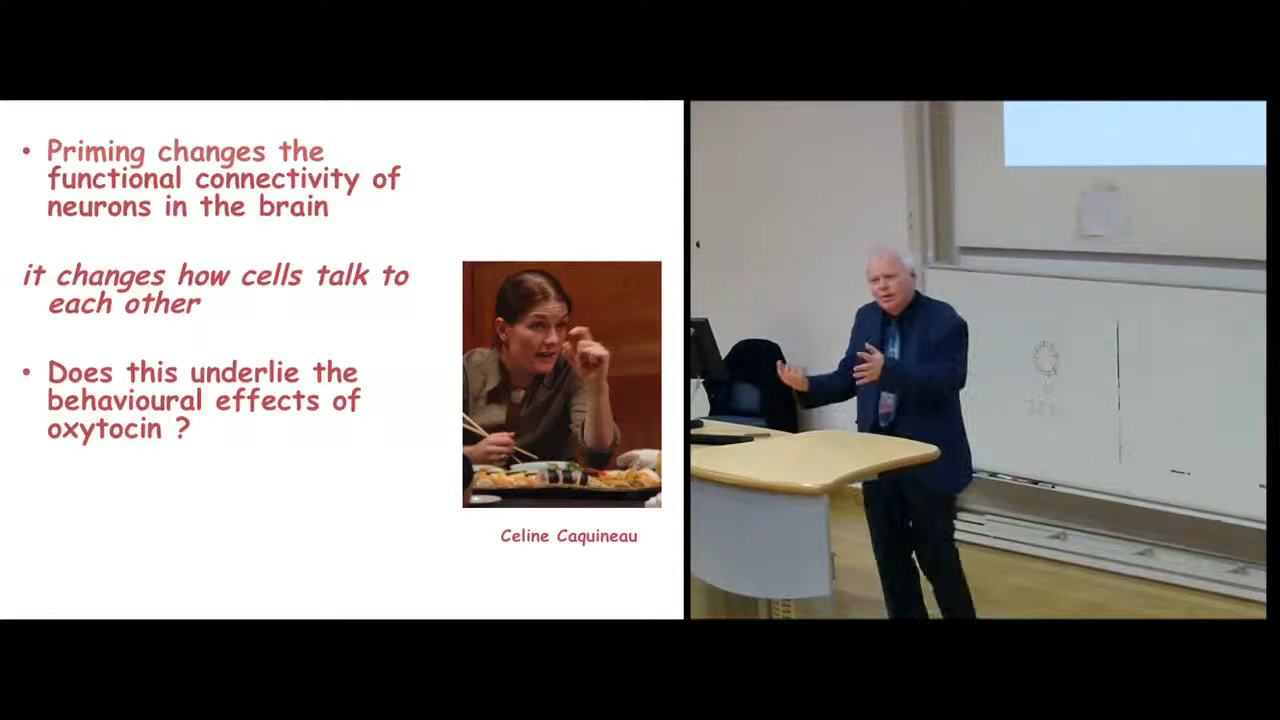 • Priming changes the
functional connectivity of
neurons in the brain
it changes how cells talk to
each other
• Does this underlie the
behavioural effects of
oxytocin ?
Celine Caquineau